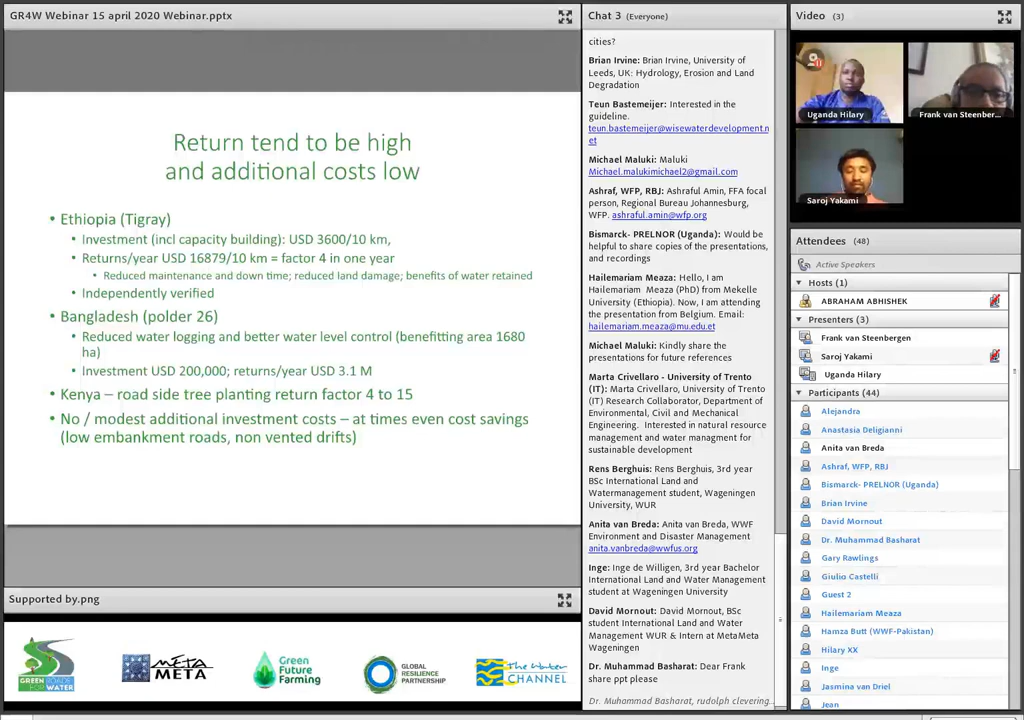 GR4W Webinar 15 april 2020 Webinar.pptx
Return tend to be high
and additional costs low
• Ethiopia (Tigray)
• Investment (incl capacity building): USD 3600/10 km,
• Returns/year USD 16879/10 km = factor 4 in one year
• Reduced maintenance and down time; reduced land damage; benefits of water retained
• Independently verified
• Bangladesh (polder 26)
• Reduced water logging and better water level control (benefitting area 1680
ha)
• Investment USD 200,000; returns/year USD 3.1 M
• Kenya – road side tree planting return factor 4 to 15
• No / modest additional investment costs – at times even cost savings
(low embankment roads, non vented drifts)
Supported by.png
GREEN ROADS
FOR WATER
META
META
Green
Future
Farming
GLOBAL
RESILIENCE
PARTNERSHIP
The Water
CHANNEL
Chat 3 (Everyone)
cities?
Brian Irvine: Brian Irvine, University of
Leeds, UK: Hydrology, Erosion and Land
Degradation
Teun Bastemeijer: Interested in the
guideline.
teun.bastemeijer@wisewaterdevelopment.n
et
Michael Maluki: Maluki
Michael.malukimichael2@gmail.com
Ashraf, WFP, RBJ: Ashraful Amin, FFA focal
person, Regional Bureau Johannesburg,
WFP. ashraful.amin@wfp.org
Bismarck- PRELNOR (Uganda): Would be
helpful to share copies of the presentations,
and recordings
Hailemariam Meaza: Hello, I am
Hailemariam Meaza (PhD) from Mekelle
University (Ethiopia). Now, I am attending
the presentation from Belgium. Email:
hailemariam.meaza@mu.edu.et
Michael Maluki: Kindly share the
presentations for future references
Marta Crivellaro - University of Trento
(IT): Marta Crivellaro, University of Trento
(IT) Research Collaborator, Department of
Environmental, Civil and Mechanical
Engineering. Interested in natural resource
management and water managment for
sustainable development
Rens Berghuis: Rens Berghuis, 3rd year
BSc International Land and
Watermanagement student, Wageningen
University, WUR
Anita van Breda: Anita van Breda, WWF
Environment and Disaster Management
anita.vanbreda@wwfus.org
Inge: Inge de Willigen, 3rd year Bachelor
International Land and Water Management
student at Wageningen University
David Mornout: David Mornout, BSc
student International Land and Water
Management WUR & Intern at MetaMeta
Wageningen
Dr. Muhammad Basharat: Dear Frank
share ppt please
Dr. Muhommad Basharat, rudolph clevering...
Video (3)
Uganda Hilary
Frank van Steenber...
Saroj Yakami
Attendees (48)
Active Speakers
Hosts (1)
ABRAHAM ABHISHEK
Presenters (3)
Frank van Steenbergen
Saroj Yakami
Uganda Hilary
Participants (44)
Alejandra
Anastasia Deligianni
Anita van Breda
Ashraf, WFP, RBJ
Bismarck- PRELNOR (Uganda)
Brian Irvine
David Mornout
Dr. Muhammad Basharat
Gary Rawlings
Giulio Castelli
Guest 2
Hailemariam Meaza
Hamza Butt (WWF-Pakistan)
Hilary XX
Inge
Jasmina van Driel
Jean